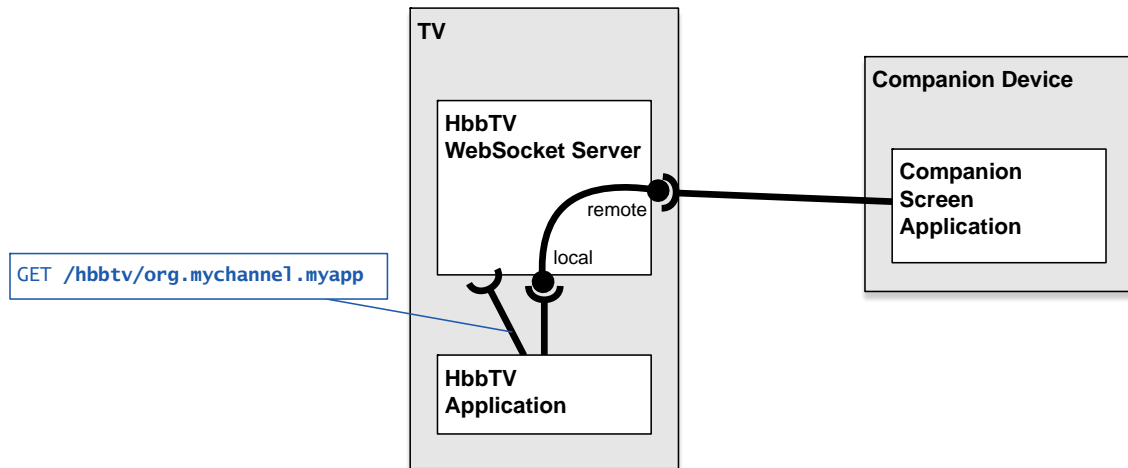 TV
Companion Device
HbbTV
WebSocket Server
Companion
Screen
Application
remote
local
GET /hbbtv/org.mychannel.myapp
HbbTV
Application